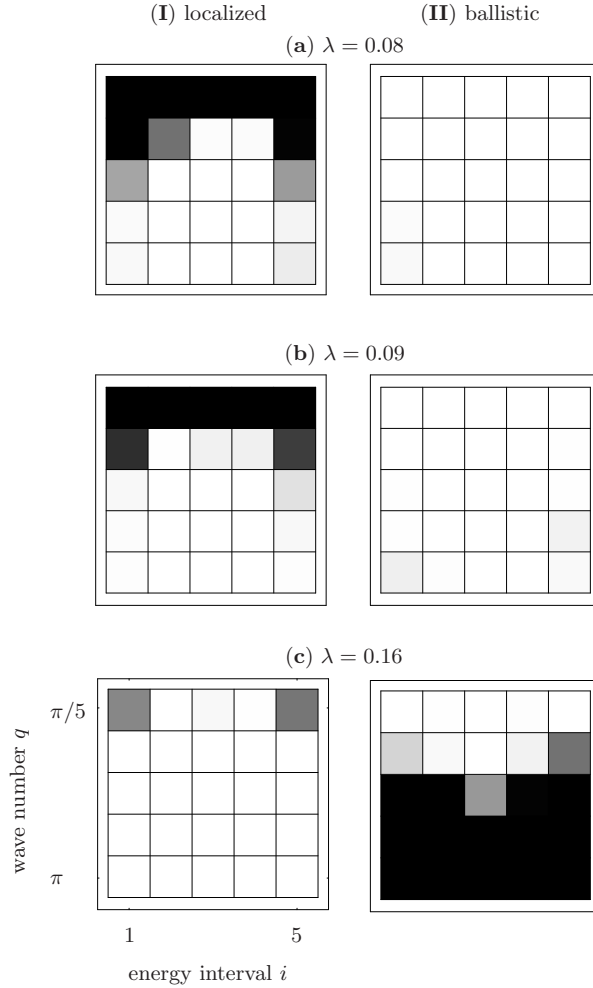 (I) localized (II) ballistic
(a) λ = 0.08
(b) λ = 0.09
(c) λ = 0.16
π/5
wave number q
π
1 5
energy interval i